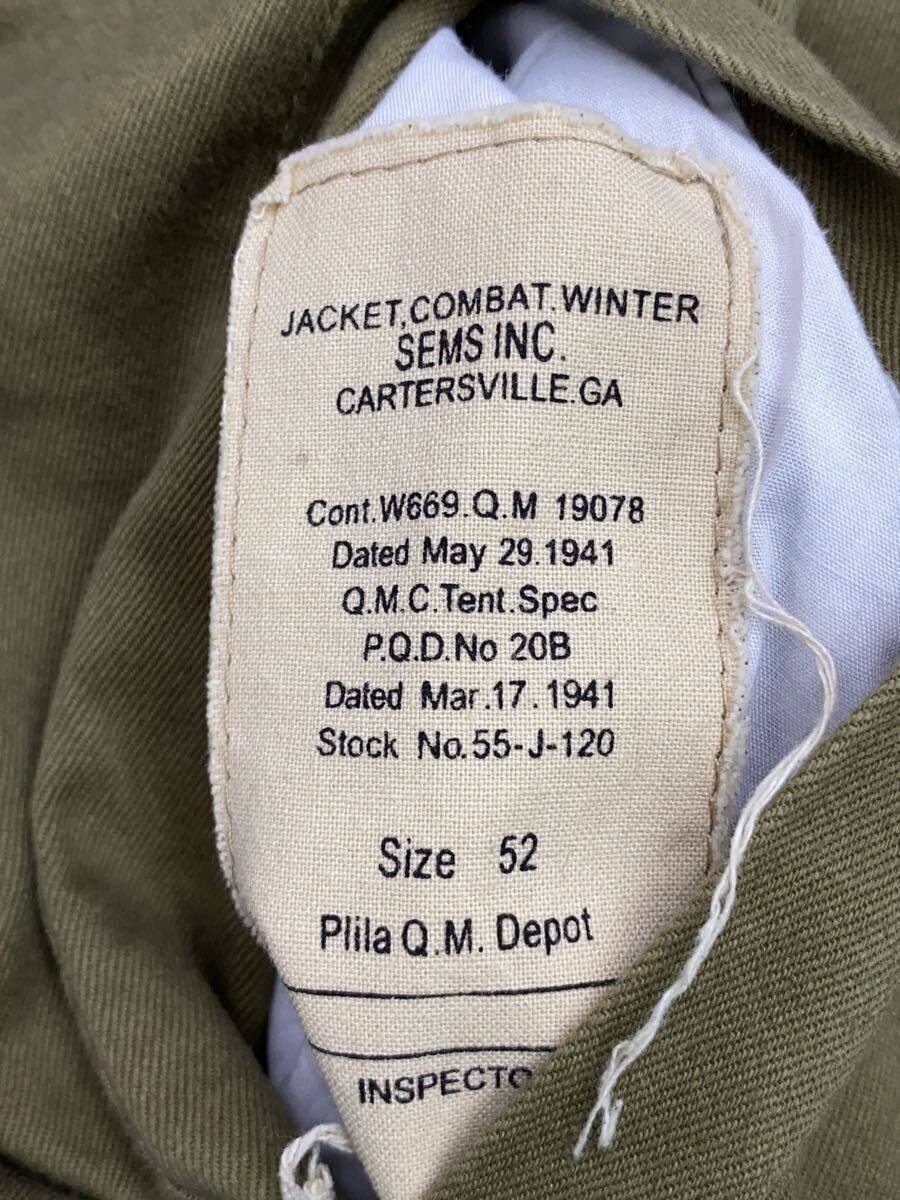 JACKET,COMBAT.WINTER
SEMS INC.
CARTERSVILLE.GA
Cont.W669.Q.M 19078
Dated May 29.1941
Q.M.C.Tent.Spec
P.Q.D.No 20B
Dated Mar.17.1941
Stock No.55-J-120
Size 52
Plila Q.M. Depot
INSPECTO